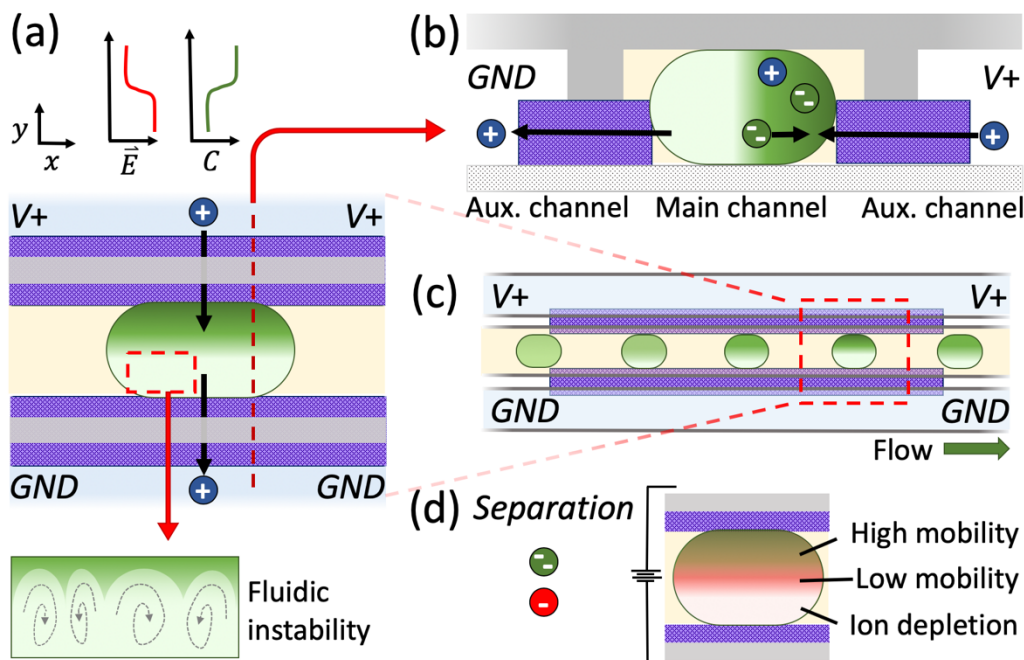 (a)
y
x
E
C
V+
+
V+
GND
+
GND
Fluidic
instability
(b)
GND
V+
+
+
+
- -
- -
Aux. channel
Main channel
Aux. channel
(c)
V+
V+
GND
GND
Flow
(d)
Separation
- -
-
High mobility
Low mobility
Ion depletion